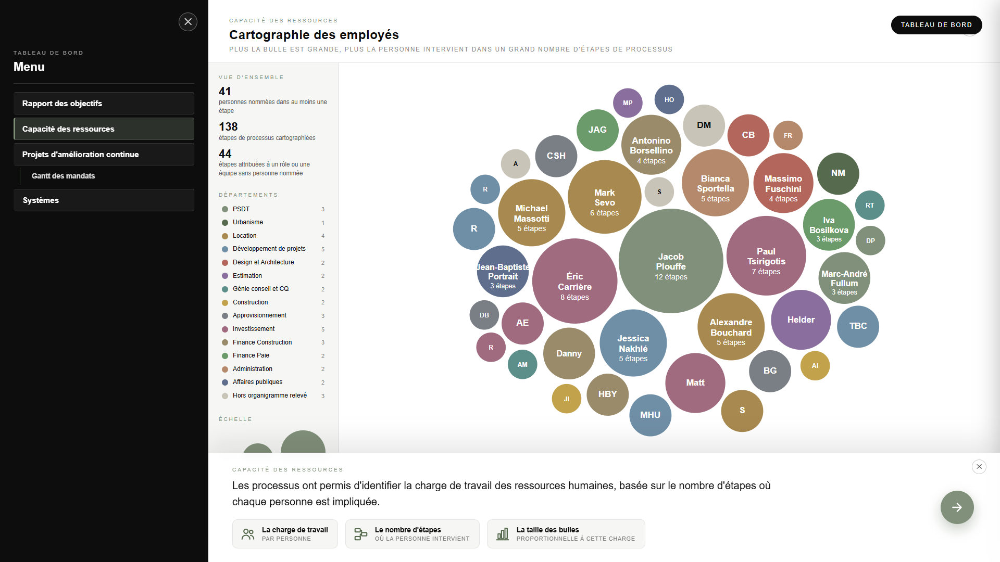 TABLEAU DE BORD
Menu
Rapport des objectifs
Capacité des ressources
Projets d'amélioration continue
Gantt des mandats
Systèmes
CAPACITÉ DES RESSOURCES
Cartographie des employés
PLUS LA BULLE EST GRANDE, PLUS LA PERSONNE INTERVIENT DANS UN GRAND NOMBRE D'ÉTAPES DE PROCESSUS
TABLEAU DE BORD
VUE D'ENSEMBLE
41
personnes nommées dans au moins une
étape
138
étapes de processus cartographiées
44
étapes attribuées à un rôle ou une
équipe sans personne nommée
DÉPARTEMENTS
PSDT 3
Urbanisme 1
Location 4
Développement de projets 5
Design et Architecture 2
Estimation 2
Génie conseil et CQ 2
Construction 2
Approvisionnement 3
Investissement 5
Finance Construction 3
Finance Paie 2
Administration 2
Affaires publiques 2
Hors organigramme relevé 3
ÉCHELLE
MP
HO
JAG
Antonino
Borsellino
4 étapes
DM
CB
FR
A
CSH
Mark
Sevo
6 étapes
S
Bianca
Sportella
5 étapes
Massimo
Fuschini
4 étapes
NM
R
Michael
Massotti
5 étapes
RT
Iva
Bosilkova
3 étapes
R
DP
Jean-Baptiste
Portrait
3 étapes
Éric
Carrière
8 étapes
Jacob
Plouffe
12 étapes
Paul
Tsirigotis
7 étapes
Marc-André
Fullum
3 étapes
DB
AE
Jessica
Nakhlé
5 étapes
Alexandre
Bouchard
5 étapes
Helder
TBC
R
AM
Danny
Matt
BG
AI
JI
HBY
MHU
S
CAPACITÉ DES RESSOURCES
Les processus ont permis d'identifier la charge de travail des ressources humaines, basée sur le nombre d'étapes où
chaque personne est impliquée.
La charge de travail
PAR PERSONNE
Le nombre d'étapes
OÙ LA PERSONNE INTERVIENT
La taille des bulles
PROPORTIONNELLE À CETTE CHARGE